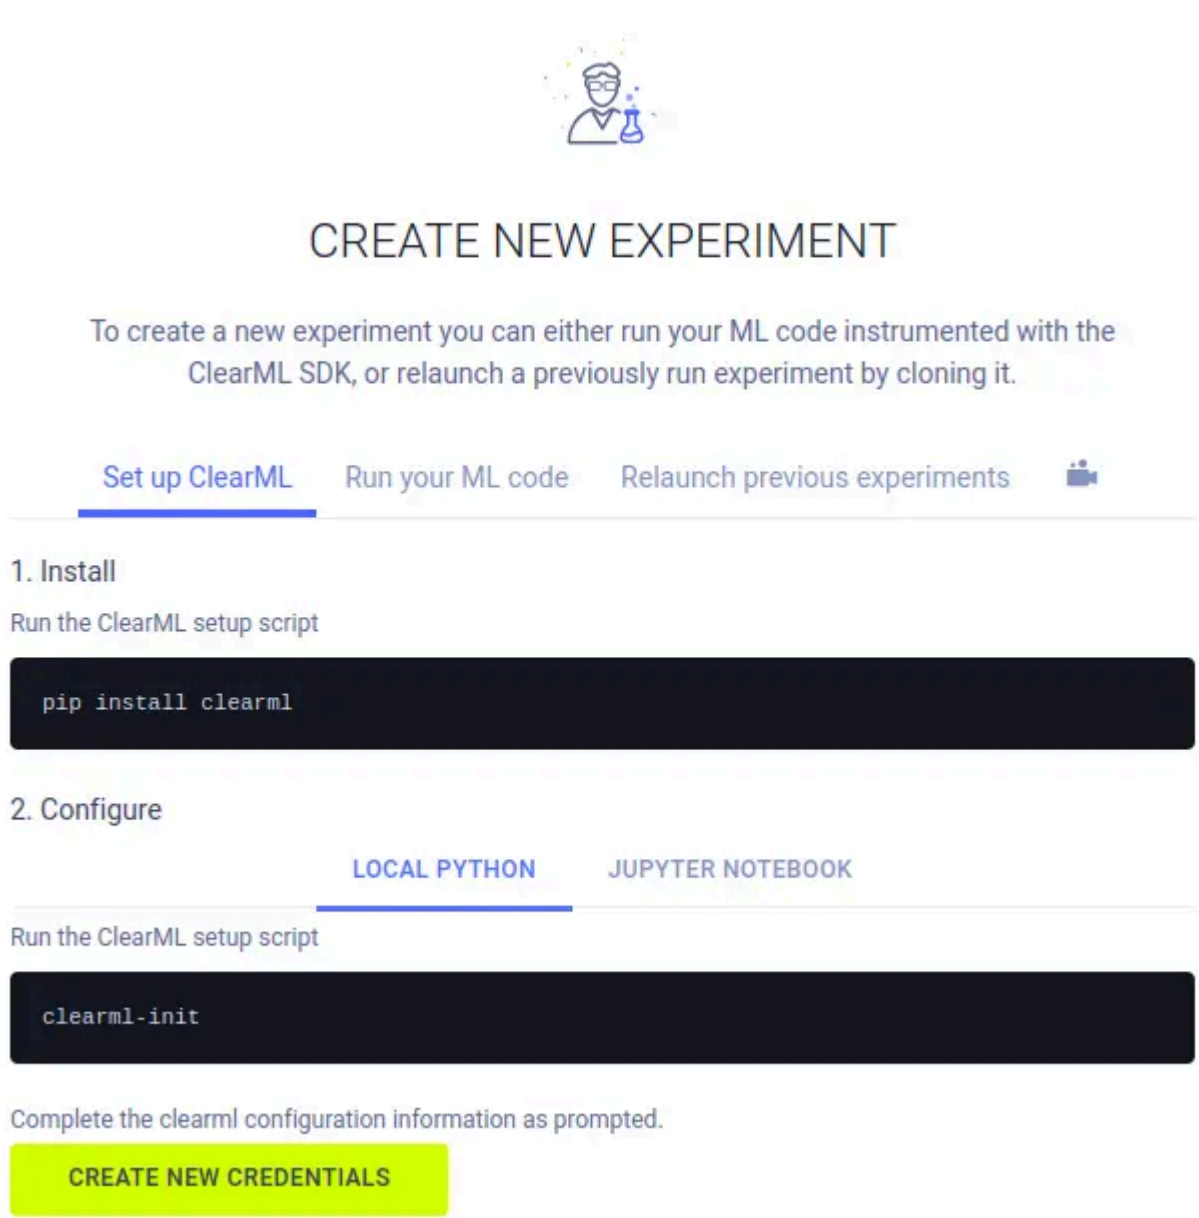 CREATE NEW EXPERIMENT
To create a new experiment you can either run your ML code instrumented with the
ClearML SDK, or relaunch a previously run experiment by cloning it.
Set up ClearML Run your ML code Relaunch previous experiments
1. Install
Run the ClearML setup script
pip install clearml
2. Configure
LOCAL PYTHON JUPYTER NOTEBOOK
Run the ClearML setup script
clearml-init
Complete the clearml configuration information as prompted.
CREATE NEW CREDENTIALS